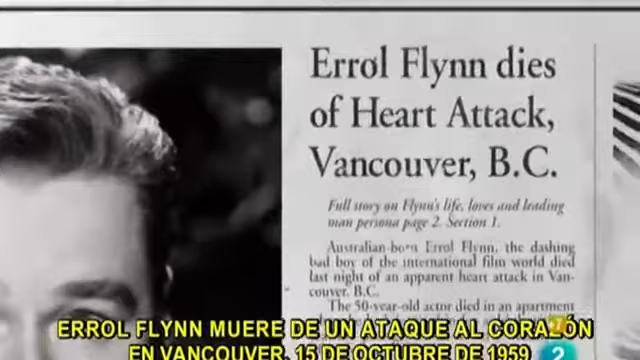 Errol Flynn dies
of Heart Attack,
Vancouver, B.C.
Full story on Flynn's life, loves and leading
man persona page 2. Section 1.
Australian-born Errol Flynn, the dashing
bad boy of the international film world died
last night of an apparent heart attack in Van-
couver, B.C.
The 50-year-old actor died in an apartment
ERROL FLYNN MUERE DE UN ATAQUE AL CORAZÓN
EN VANCOUVER, 15 DE OCTUBRE DE 1959
2